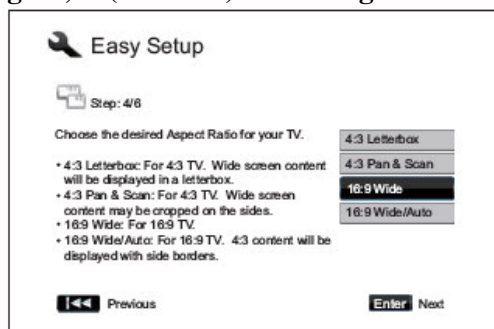 Easy Setup
Step: 4/6
Choose the desired Aspect Ratio for your TV.
• 4:3 Letterbox: For 4:3 TV. Wide screen content
will be displayed in a letterbox.
• 4:3 Pan & Scan: For 4:3 TV. Wide screen
content may be cropped on the sides.
• 16:9 Wide: For 16:9 TV.
• 16:9 Wide/Auto: For 16:9 TV. 4:3 content will be
displayed with side borders.
4:3 Letterbox
4:3 Pan & Scan
16:9 Wide
16:9 Wide/Auto
Previous
Enter Next